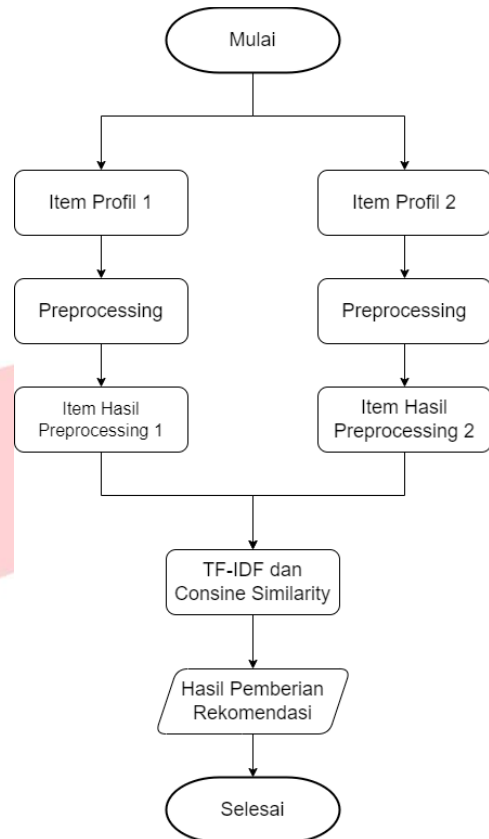 Mulai
Item Profil 1
Item Profil 2
Preprocessing
Preprocessing
Item Hasil
Preprocessing 1
Item Hasil
Preprocessing 2
TF-IDF dan
Consine Similarity
Hasil Pemberian
Rekomendasi
Selesai